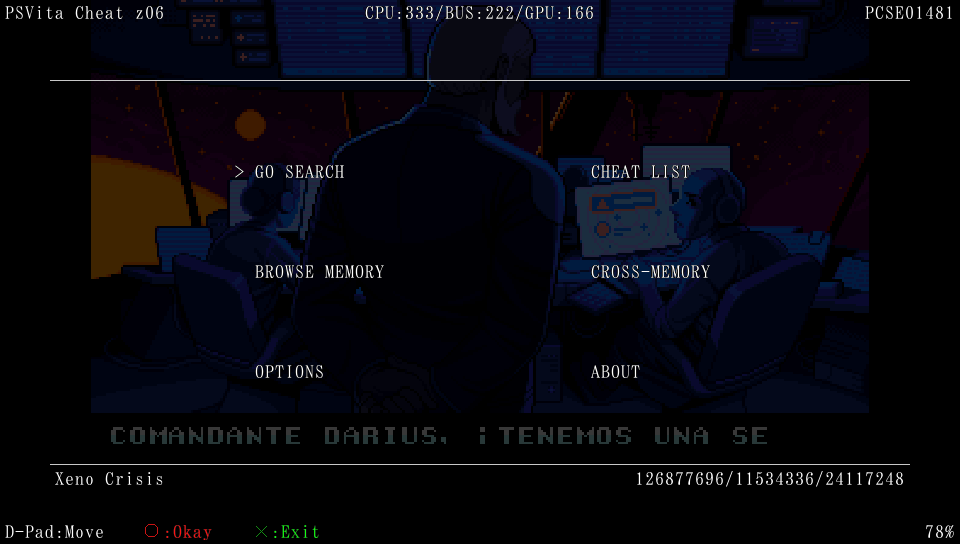 PSVita Cheat z06 CPU:333/BUS:222/GPU:166 PCSE01481
> GO SEARCH CHEAT LIST
BROWSE MEMORY CROSS-MEMORY
OPTIONS ABOUT
COMANDANTE DARIUS, ¡TENEMOS UNA SE
Xeno Crisis 126877696/11534336/24117248
D-Pad:Move ○:Okay ×:Exit 78%